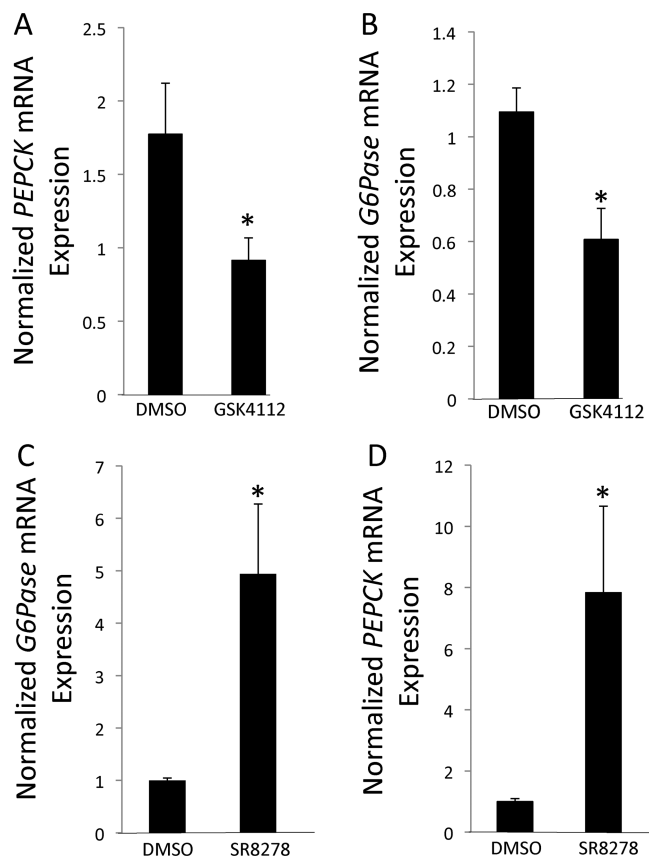 A
Normalized PEPCK mRNA
Expression
2.5
2
1.5
1
0.5
0
*
DMSO
GSK4112
B
Normalized G6Pase mRNA
Expression
1.4
1.2
1
0.8
0.6
0.4
0.2
0
*
DMSO
GSK4112
C
Normalized G6Pase mRNA
Expression
7
6
5
4
3
2
1
0
*
DMSO
SR8278
D
Normalized PEPCK mRNA
Expression
12
10
8
6
4
2
0
*
DMSO
SR8278